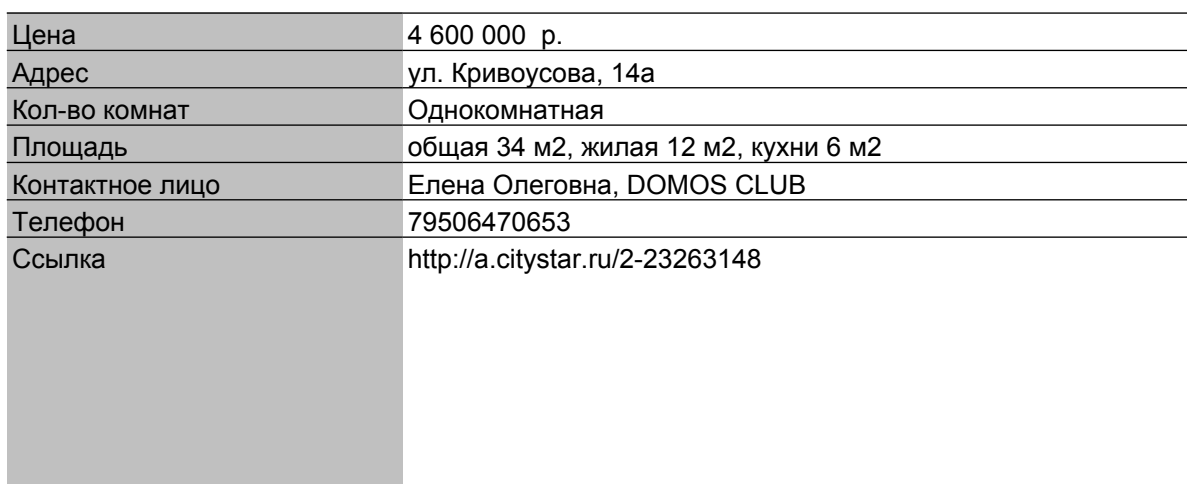 Цена 4 600 000 р.
Адрес ул. Кривоусова, 14а
Кол-во комнат Однокомнатная
Площадь общая 34 м2, жилая 12 м2, кухни 6 м2
Контактное лицо Елена Олеговна, DOMOS CLUB
Телефон 79506470653
Ссылка http://a.citystar.ru/2-23263148